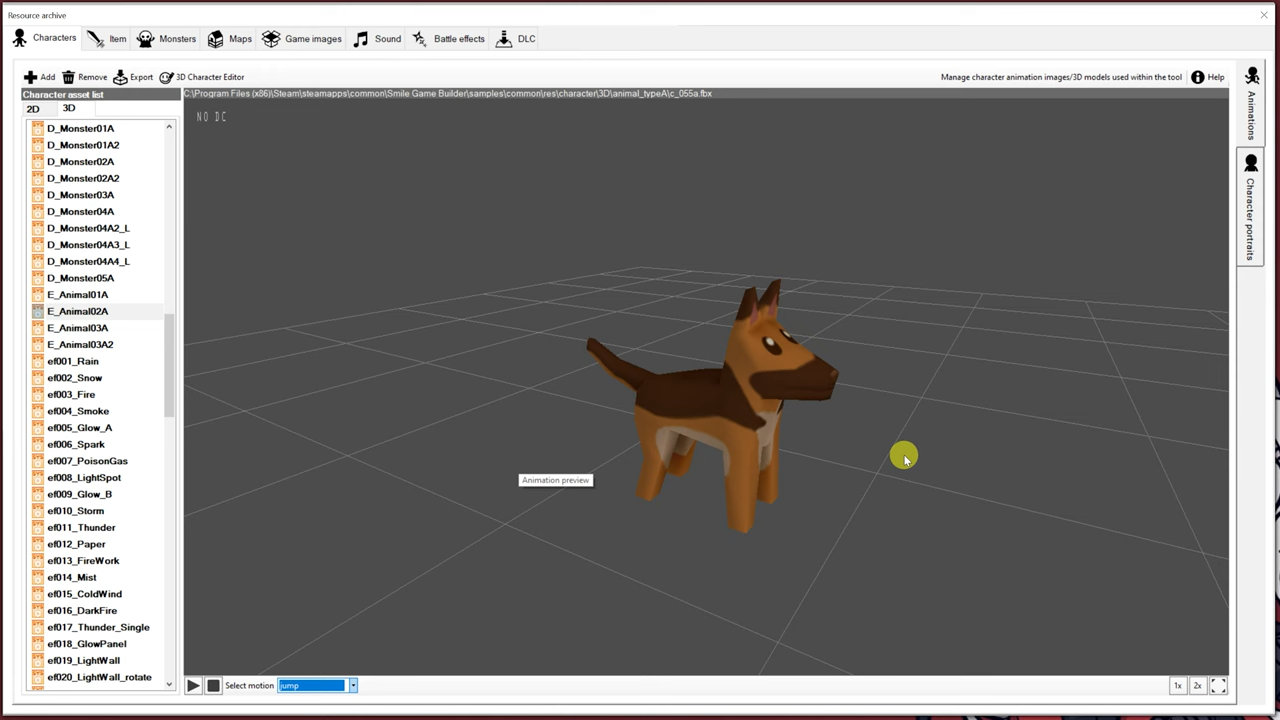 Resource archive
Characters Item Monsters Maps Game images Sound Battle effects DLC
Add Remove Export 3D Character Editor Manage character animation images/3D models used within the tool Help
Character asset list
C:\Program Files (x86)\Steam\steamapps\common\Smile Game Builder\samples\common\res\character\3D\animal_typeA\c_055a.fbx
2D 3D
NO DC
D_Monster01A
D_Monster01A2
D_Monster02A
D_Monster02A2
D_Monster03A
D_Monster04A
D_Monster04A2_L
D_Monster04A3_L
D_Monster04A4_L
D_Monster05A
E_Animal01A
E_Animal02A
E_Animal03A
E_Animal03A2
ef001_Rain
ef002_Snow
ef003_Fire
ef004_Smoke
ef005_Glow_A
ef006_Spark
ef007_PoisonGas
ef008_LightSpot
ef009_Glow_B
ef010_Storm
ef011_Thunder
ef012_Paper
ef013_FireWork
ef014_Mist
ef015_ColdWind
ef016_DarkFire
ef017_Thunder_Single
ef018_GlowPanel
ef019_LightWall
ef020_LightWall_rotate
Animation preview
Select motion jump
1x 2x
Animations
Character portraits